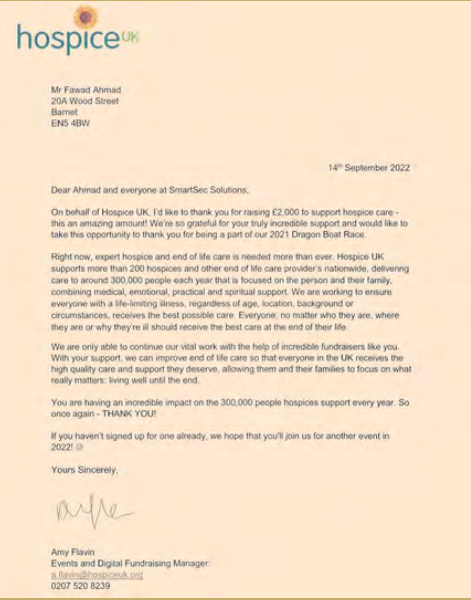 hospice UK
Mr Fawad Ahmad
20A Wood Street
Barnet
EN5 4BW
14th September 2022
Dear Ahmad and everyone at SmartSec Solutions,
On behalf of Hospice UK, I'd like to thank you for raising £2,000 to support hospice care -
this an amazing amount! We're so grateful for your truly incredible support and would like to
take this opportunity to thank you for being a part of our 2021 Dragon Boat Race.
Right now, expert hospice and end of life care is needed more than ever. Hospice UK
supports more than 200 hospices and other end of life care provider's nationwide, delivering
care to around 300,000 people each year that is focused on the person and their family,
combining medical, emotional, practical and spiritual support. We are working to ensure
everyone with a life-limiting illness, regardless of age, location, background or
circumstances, receives the best possible care. Everyone, no matter who they are, where
they are or why they're ill should receive the best care at the end of their life.
We are only able to continue our vital work with the help of incredible fundraisers like you.
With your support, we can improve end of life care so that everyone in the UK receives the
high quality care and support they deserve, allowing them and their families to focus on what
really matters: living well until the end.
You are having an incredible impact on the 300,000 people hospices support every year. So
once again - THANK YOU!
If you haven't signed up for one already, we hope that you'll join us for another event in
2022! ☺
Yours Sincerely,
Amy Flavin
Events and Digital Fundraising Manager
a.flavin@hospiceuk.org
0207 520 8239